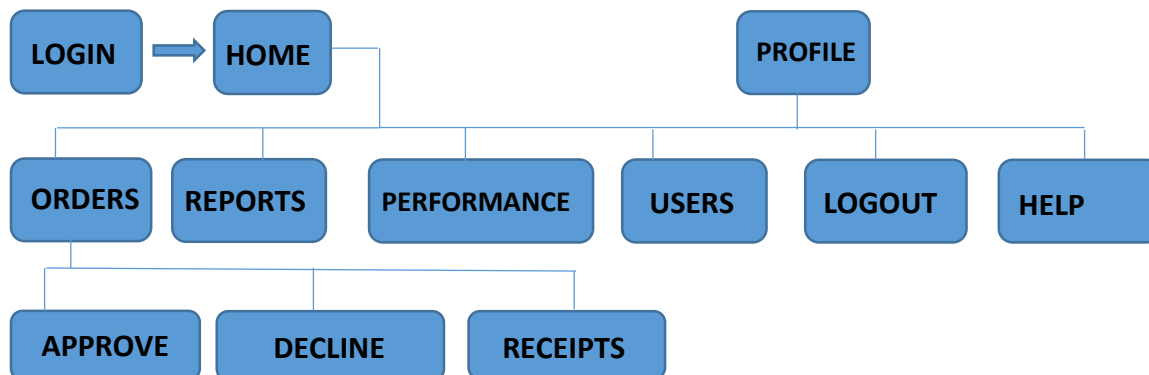 LOGIN
HOME
PROFILE
ORDERS
REPORTS
PERFORMANCE
USERS
LOGOUT
HELP
APPROVE
DECLINE
RECEIPTS